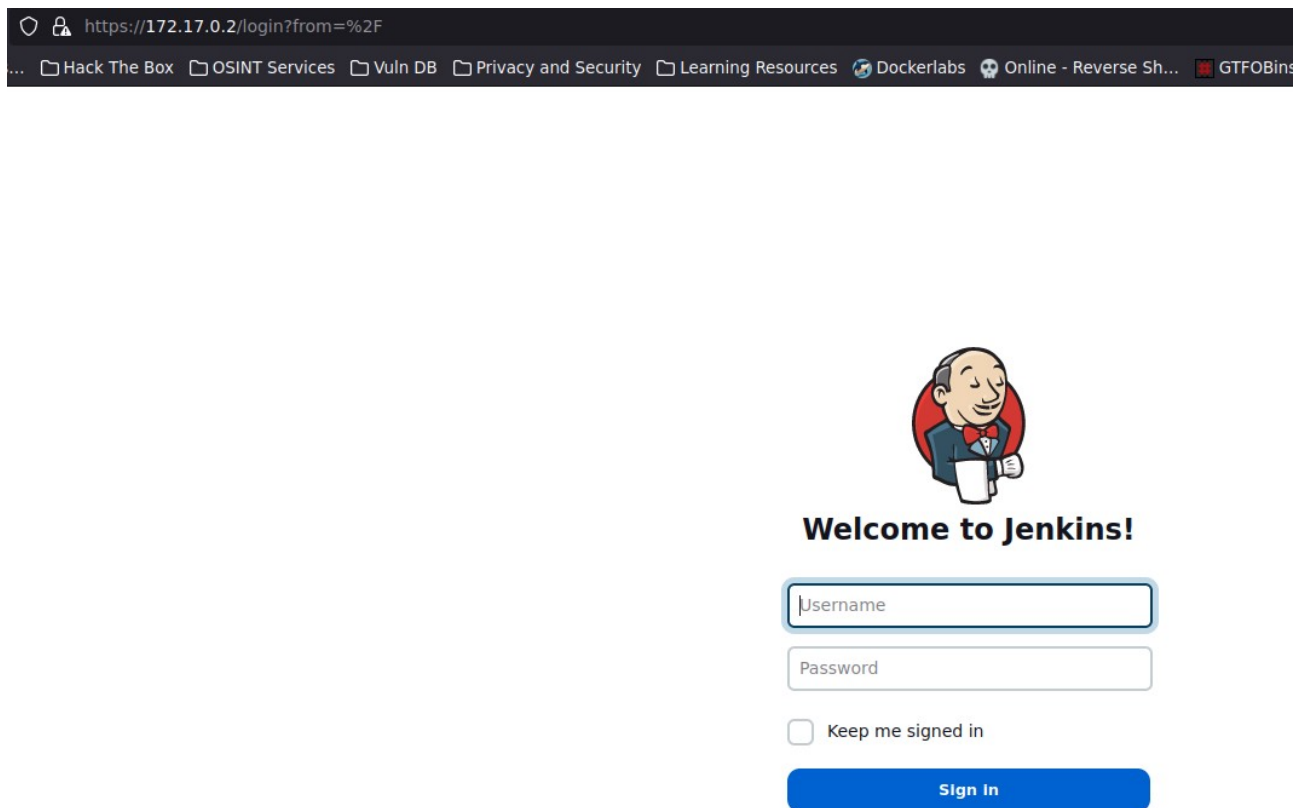 https://172.17.0.2/login?from=%2F
... Hack The Box OSINT Services Vuln DB Privacy and Security Learning Resources Dockerlabs Online - Reverse Sh... GTFOBins
Welcome to Jenkins!
Username
Password
Keep me signed in
Sign in